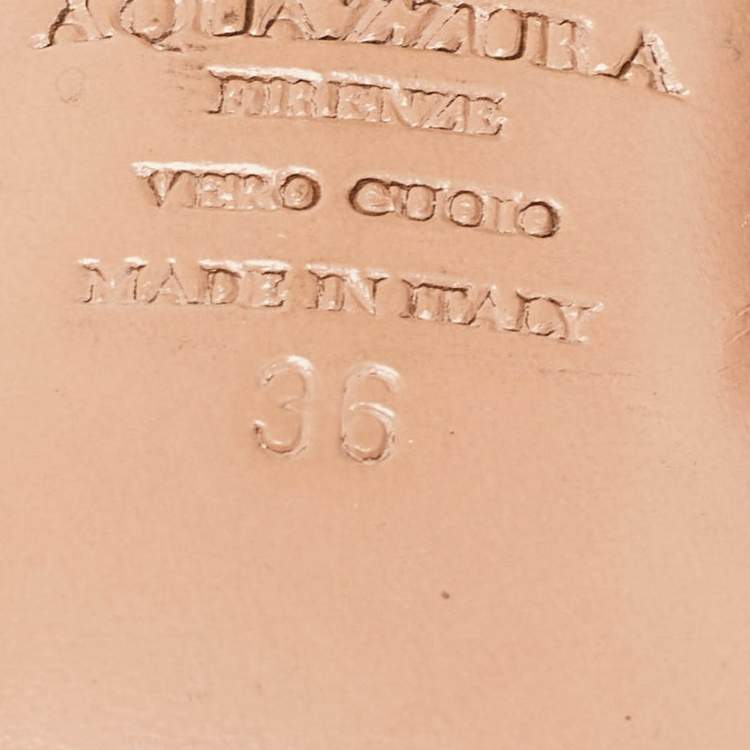 AQUAZZURA
FIRENZE
VERO CUOIO
MADE IN ITALY
36